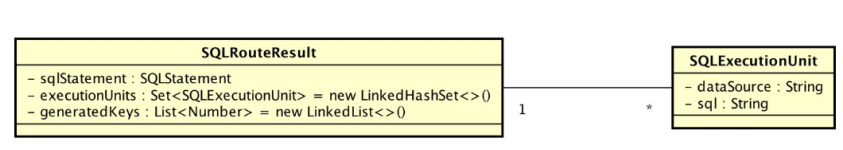 SQLRouteResult
- sqlStatement : SQLStatement
- executionUnits : Set<SQLExecutionUnit> = new LinkedHashSet<>()
- generatedKeys : List<Number> = new LinkedList<>()
1
*
SQLExecutionUnit
- dataSource : String
- sql : String